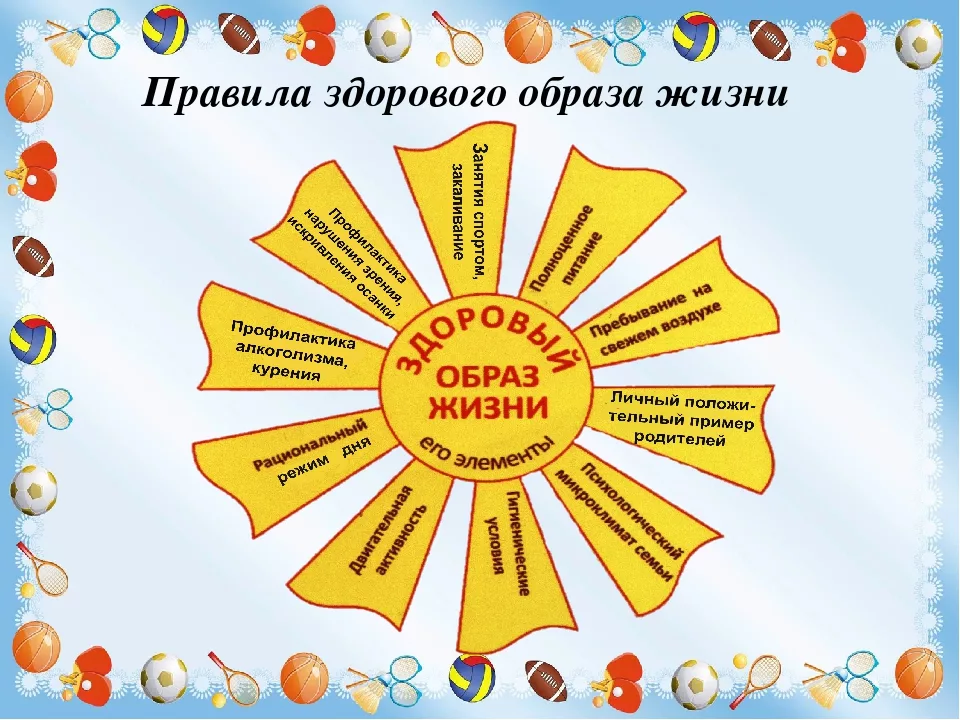 Правила здорового образа жизни
ЗДОРОВЫЙ
ОБРАЗ
ЖИЗНИ
его элементы
Занятия спортом,
закаливание
Полноценное
питание
Пребывание на
свежем воздухе
Личный положи-
тельный пример
родителей
Психологический
микроклимат семьи
Гигиенические
условия
Двигательная
активность
Рациональный
режим дня
Профилактика
алкоголизма,
курения
Профилактика
нарушения зрения,
искривления осанки